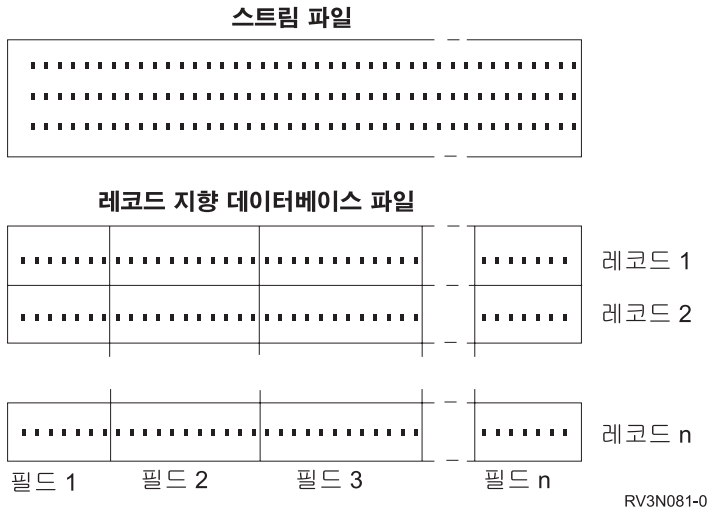 스트림 파일
레코드 지향 데이터베이스 파일
레코드 1
레코드 2
레코드 n
필드 1 필드 2 필드 3 필드 n
RV3N081-0